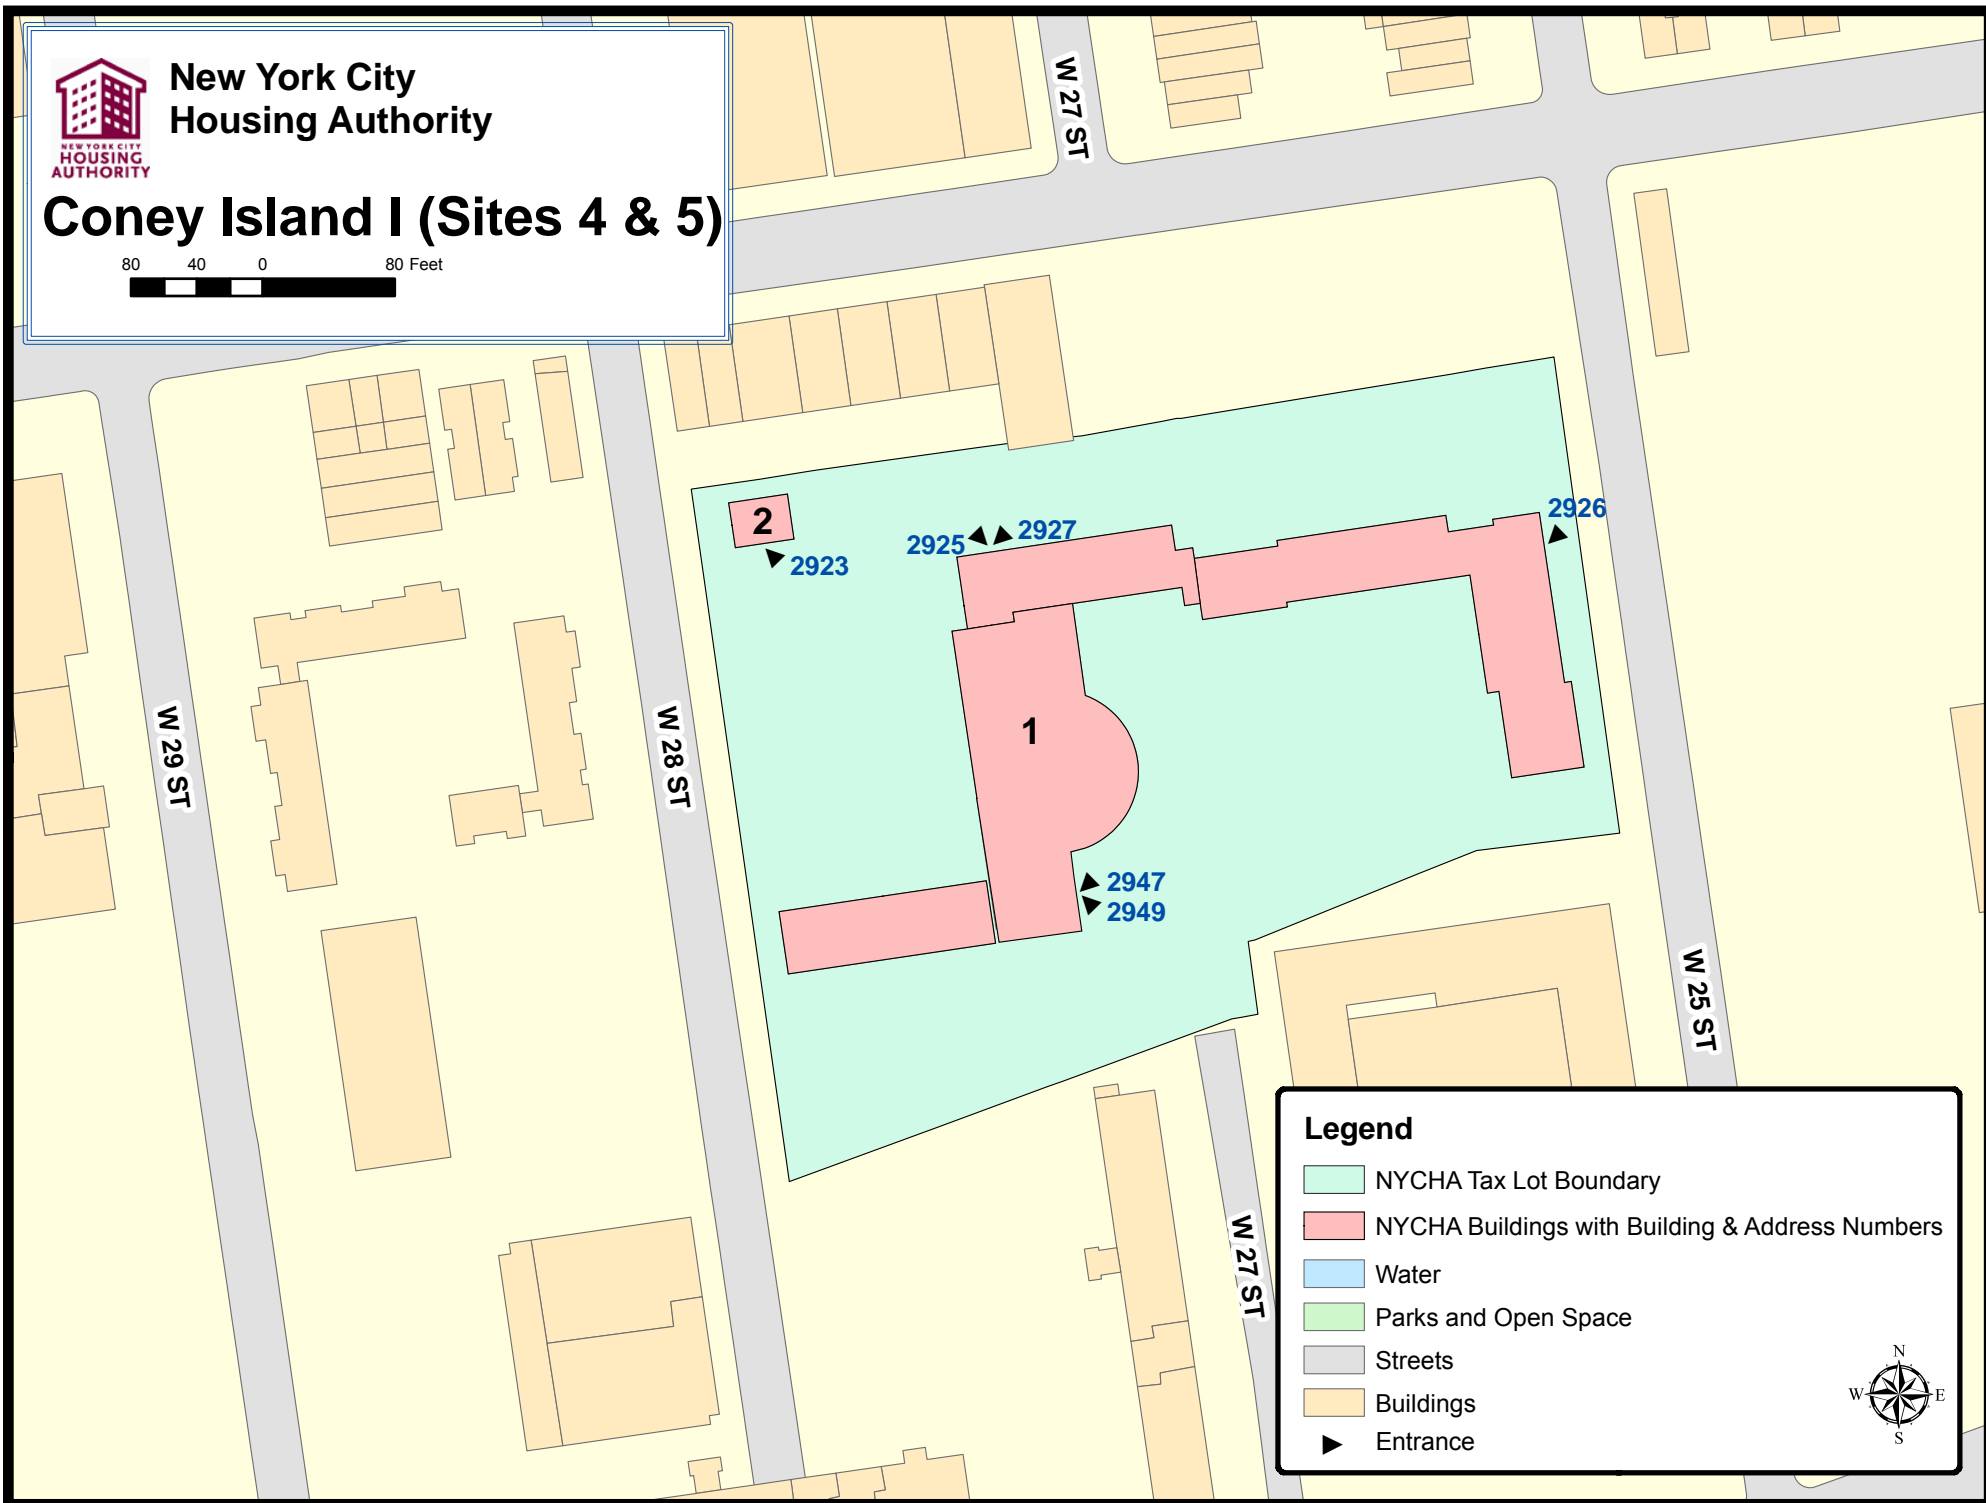 New York City
Housing Authority
NEW YORK CITY
HOUSING
AUTHORITY
Coney Island I (Sites 4 & 5)
80 40 0 80 Feet
W 27 ST
2
2923
2925
2927
2926
1
W 29 ST
W 28 ST
2947
2949
W 25 ST
W 27 ST
Legend
NYCHA Tax Lot Boundary
NYCHA Buildings with Building & Address Numbers
Water
Parks and Open Space
Streets
Buildings
Entrance
N
W E
S